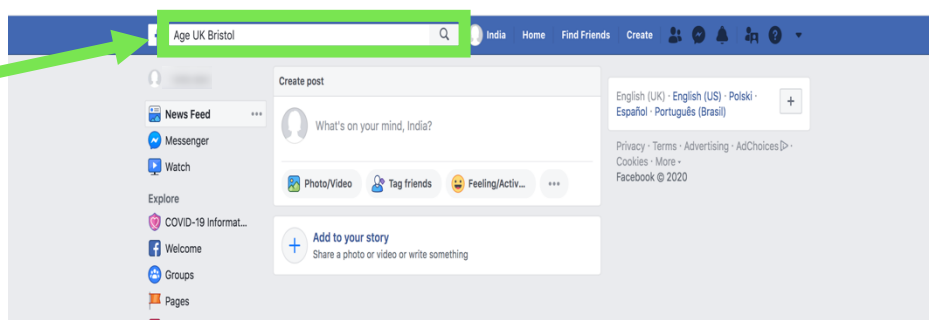 Age UK Bristol
India Home Find Friends Create
Create post
What's on your mind, India?
Photo/Video Tag friends Feeling/Activ...
Add to your story
Share a photo or video or write something
News Feed
Messenger
Watch
Explore
COVID-19 Informat...
Welcome
Groups
Pages
English (UK) · English (US) · Polski ·
Español · Português (Brasil)
Privacy · Terms · Advertising · AdChoices ·
Cookies · More
Facebook © 2020